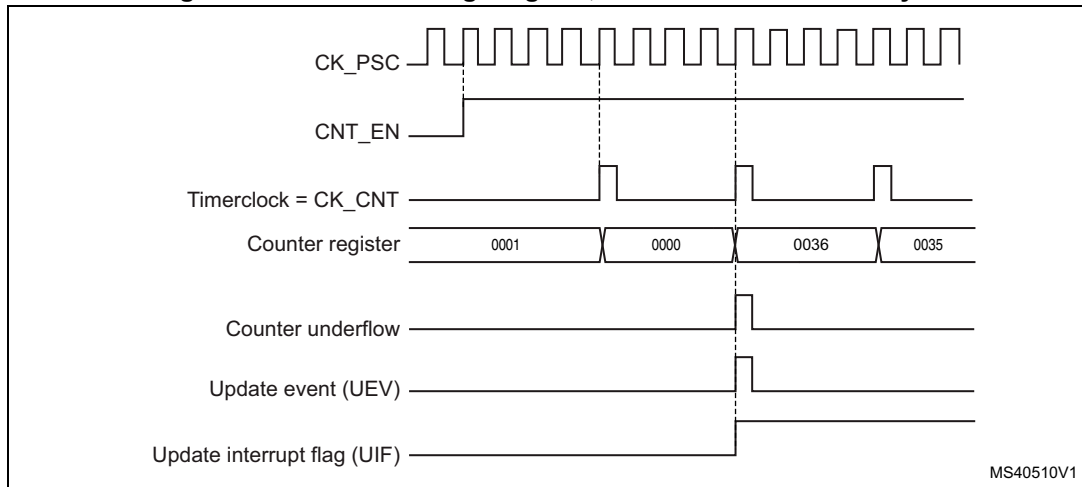 CK_PSC
CNT_EN
Timerclock = CK_CNT
Counter register 0001 0000 0036 0035
Counter underflow
Update event (UEV)
Update interrupt flag (UIF)
MS40510V1